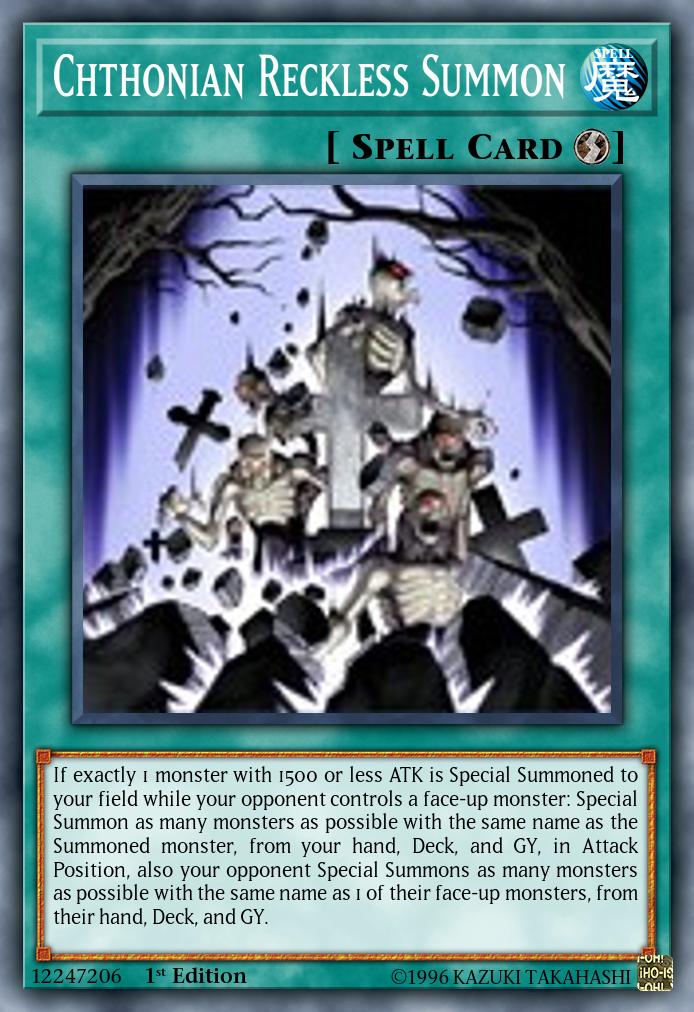 Chthonian Reckless Summon
SPELL
魔
[ Spell Card ]
If exactly 1 monster with 1500 or less ATK is Special Summoned to
your field while your opponent controls a face-up monster: Special
Summon as many monsters as possible with the same name as the
Summoned monster, from your hand, Deck, and GY, in Attack
Position, also your opponent Special Summons as many monsters
as possible with the same name as 1 of their face-up monsters, from
their hand, Deck, and GY.
12247206 1st Edition ©1996 KAZUKI TAKAHASHI